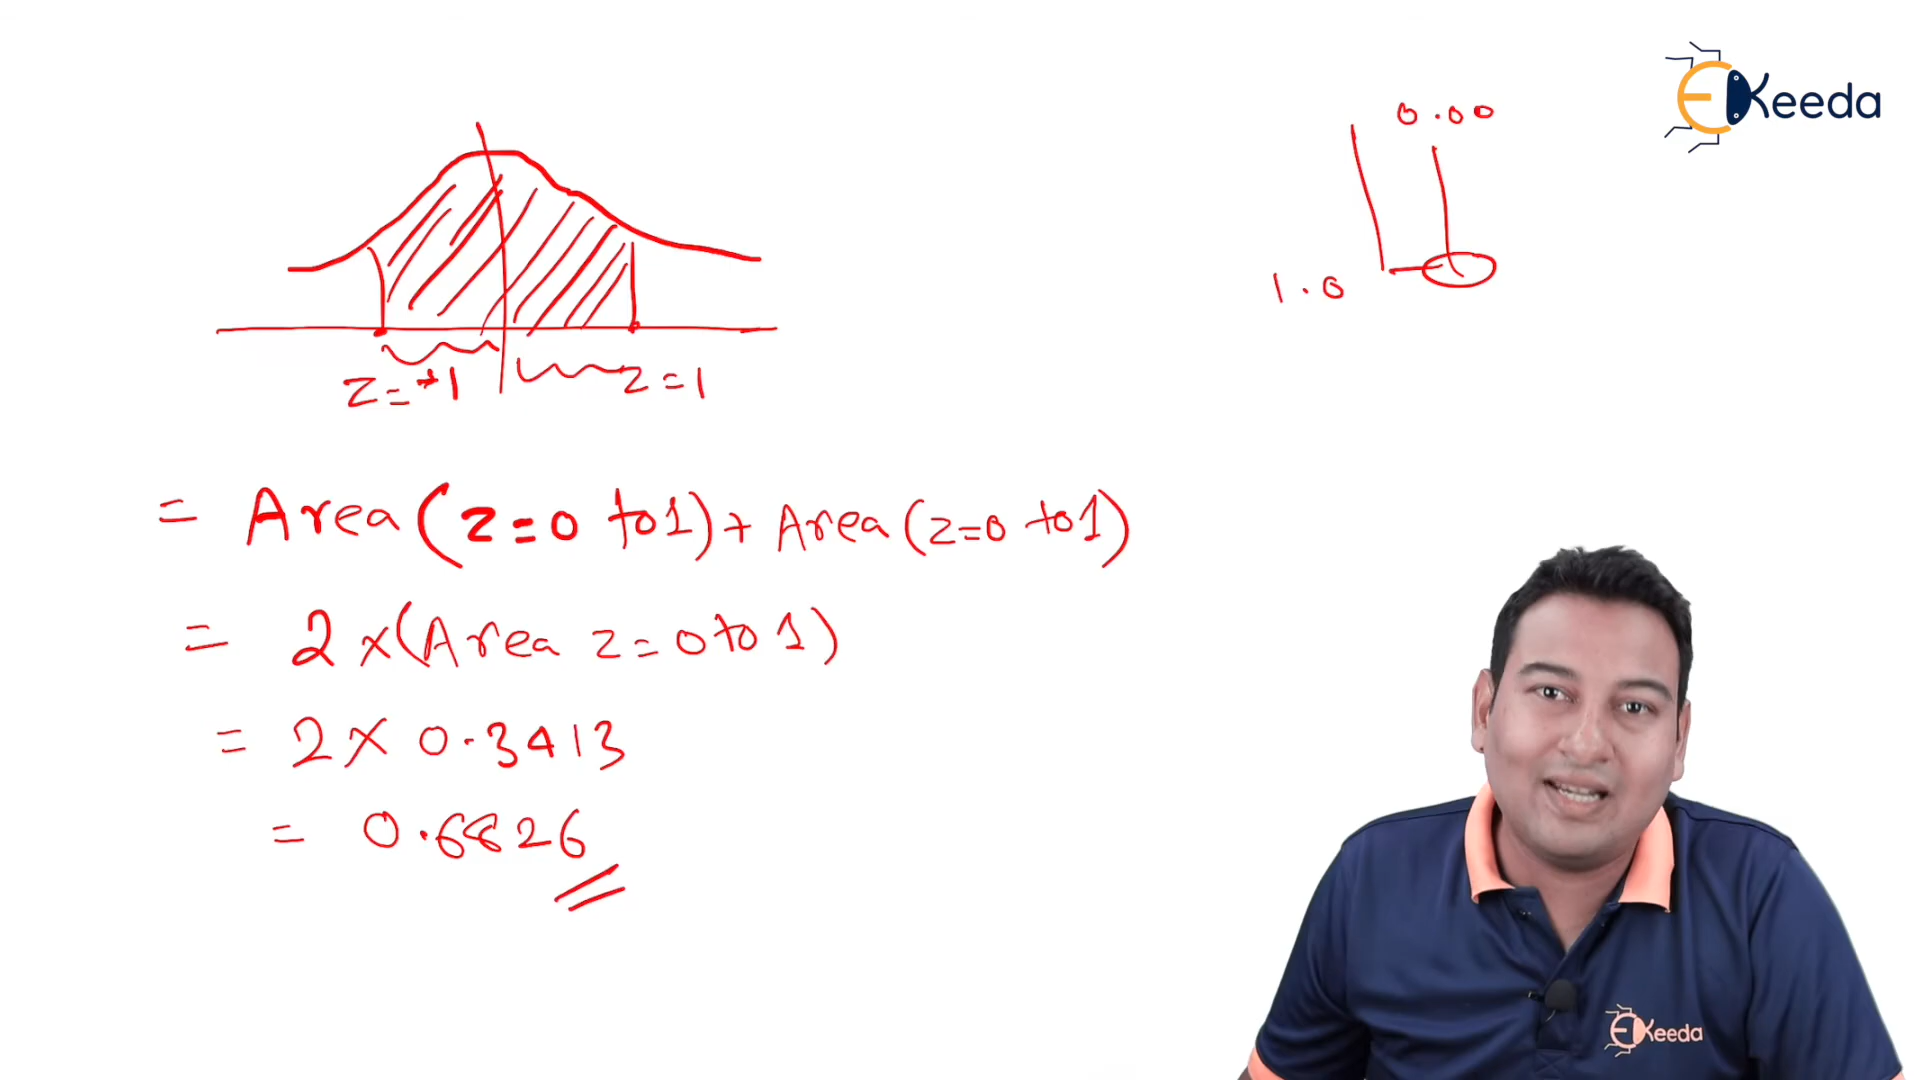 EKeeda
0.00
1.0
z=+1
z=1
= Area(z=0 to1)+Area(z=0 to1)
= 2×(Area z=0to1)
= 2× 0.3413
= 0.6826
EKeeda